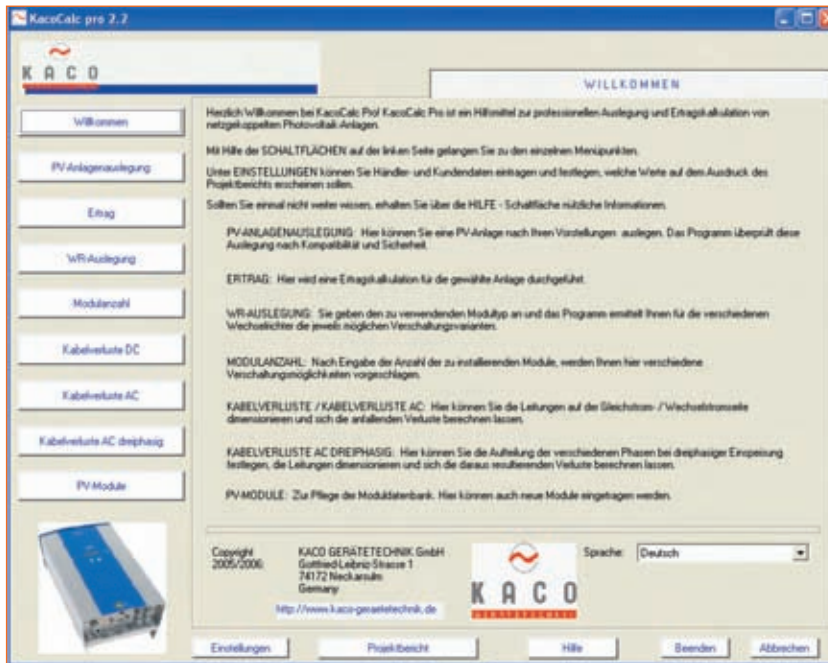 KacoCalc pro 2.2
KACO
WILLKOMMEN
Willkommen
PV-Anlagenauslegung
Ertrag
WR-Auslegung
Modulanzahl
Kabelverluste DC
Kabelverluste AC
Kabelverluste AC dreiphasig
PV-Module
Herzlich Willkommen bei KacoCalc Pro! KacoCalc Pro ist ein Hilfsmittel zur professionellen Auslegung und Ertragskalkulation von
netzgekoppelten Photovoltaik-Anlagen.
Mit Hilfe der SCHALTFLÄCHEN auf der linken Seite gelangen Sie zu den einzelnen Menüpunkten.
Unter EINSTELLUNGEN können Sie Händler- und Kundendaten eintragen und festlegen, welche Werte auf dem Ausdruck des
Projektberichts erscheinen sollen.
Sollten Sie einmal nicht weiter wissen, erhalten Sie über die HILFE - Schaltfläche nützliche Informationen.
PV-ANLAGENAUSLEGUNG: Hier können Sie eine PV-Anlage nach Ihren Vorstellungen auslegen. Das Programm überprüft diese
Auslegung nach Kompatibilität und Sicherheit.
ERTRAG: Hier wird eine Ertragskalkulation für die gewählte Anlage durchgeführt.
WR-AUSLEGUNG: Sie geben den zu verwendenden Modultyp an und das Programm ermittelt Ihnen für die verschiedenen
Wechselrichter die jeweils möglichen Verschaltungsvarianten.
MODULANZAHL: Nach Eingabe der Anzahl der zu installierenden Module, werden Ihnen hier verschiedene
Verschaltungsmöglichkeiten vorgeschlagen.
KABELVERLUSTE / KABELVERLUSTE AC: Hier können Sie die Leitungen auf der Gleichstrom- / Wechselstromseite
dimensionieren und sich die anfallenden Verluste berechnen lassen.
KABELVERLUSTE AC DREIPHASIG: Hier können Sie die Aufteilung der verschiedenen Phasen bei dreiphasiger Einspeisung
festlegen, die Leitungen dimensionieren und sich die daraus resultierenden Verluste berechnen lassen.
PV-MODULE: Zur Pflege der Moduldatenbank. Hier können auch neue Module eingetragen werden.
Copyright
2005/2006:
KACO GERÄTETECHNIK GmbH
Gottfried-Leibniz-Strasse 1
74172 Neckarsulm
Germany
http://www.kaco-geraetetechnik.de
KACO
GERÄTETECHNIK
Sprache: Deutsch
Einstellungen
Projektbericht
Hilfe
Beenden
Abbrechen